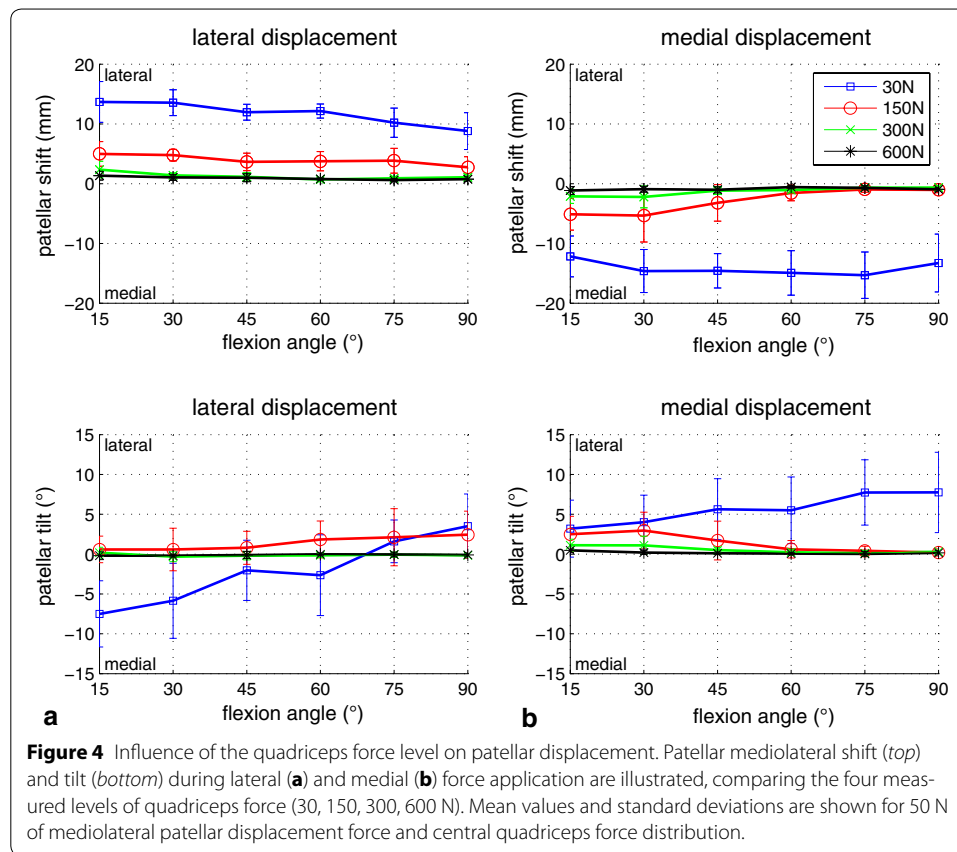 lateral displacement
lateral
20
10
0
−10
−20
patellar shift (mm)
medial
15 30 45 60 75 90
flexion angle (°)
medial displacement
lateral
30N
150N
300N
600N
20
10
0
−10
−20
patellar shift (mm)
medial
15 30 45 60 75 90
flexion angle (°)
lateral displacement
lateral
15
10
5
0
−5
−10
−15
patellar tilt (°)
medial
15 30 45 60 75 90
flexion angle (°)
a
medial displacement
lateral
15
10
5
0
−5
−10
−15
patellar tilt (°)
medial
15 30 45 60 75 90
flexion angle (°)
b
Figure 4 Influence of the quadriceps force level on patellar displacement. Patellar mediolateral shift (top)
and tilt (bottom) during lateral (a) and medial (b) force application are illustrated, comparing the four meas-
ured levels of quadriceps force (30, 150, 300, 600 N). Mean values and standard deviations are shown for 50 N
of mediolateral patellar displacement force and central quadriceps force distribution.